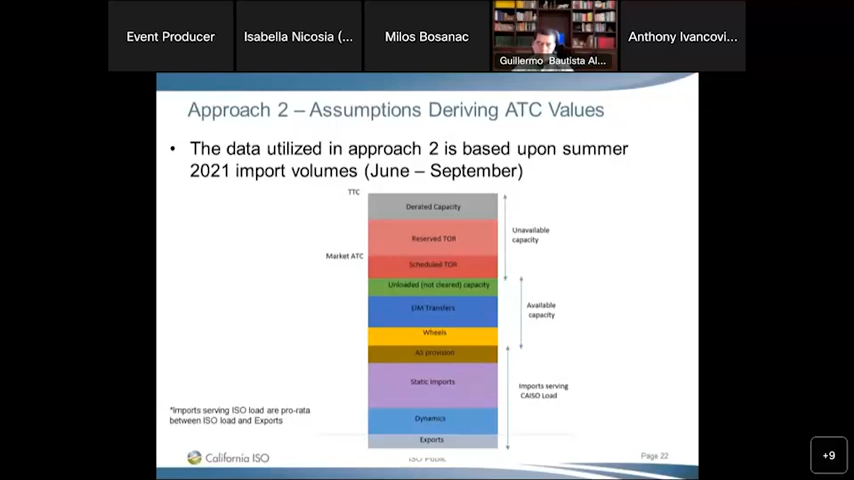 Event Producer
Isabella Nicosia (...
Milos Bosanac
Guillermo Bautista Al...
Anthony Ivancovi...
Approach 2 – Assumptions Deriving ATC Values
• The data utilized in approach 2 is based upon summer
2021 import volumes (June – September)
TTC
Derated Capacity
Reserved TOR
Unavailable
capacity
Market ATC
Scheduled TOR
Unloaded (not cleared) capacity
EIM Transfers
Available
capacity
Wheels
AS provision
Static Imports
Imports serving
CAISO Load
*Imports serving ISO load are pro-rata
between ISO load and Exports
Dynamics
Exports
California ISO
ISO Public
Page 22
+9